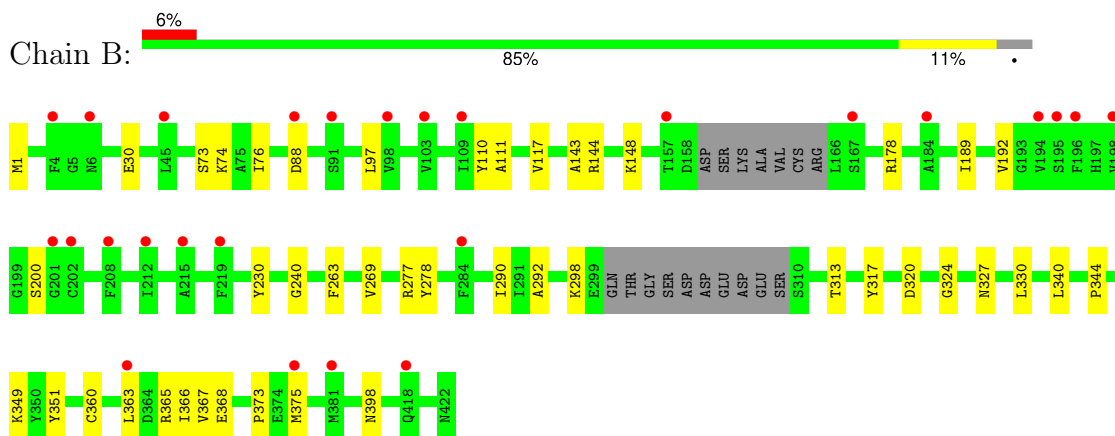 6%
Chain B:
85% 11% •
M1 F4 G5 N6 E30 L45 S73 K74 A75 I76 D88 S91 L97 V98 V103 I109 Y110 A111 V117 A143 R144 K148 T157 D158 ASP SER LYS ALA VAL CYS ARG L166 S167 R178 A184 I189 V192 G193 V194 S195 F196 H197 V198
G199 S200 G201 C202 F208 I212 A215 F219 Y230 G240 F263 V269 R277 Y278 F284 I290 I291 A292 K298 E299 GLN THR GLY SER ASP ASP GLU ASP GLU SER S310 T313 Y317 D320 G324 N327 L330 L340 P344
K349 Y350 Y351 C360 L363 D364 R365 I366 V367 E368 P373 E374 M375 M381 N398 Q418 N422